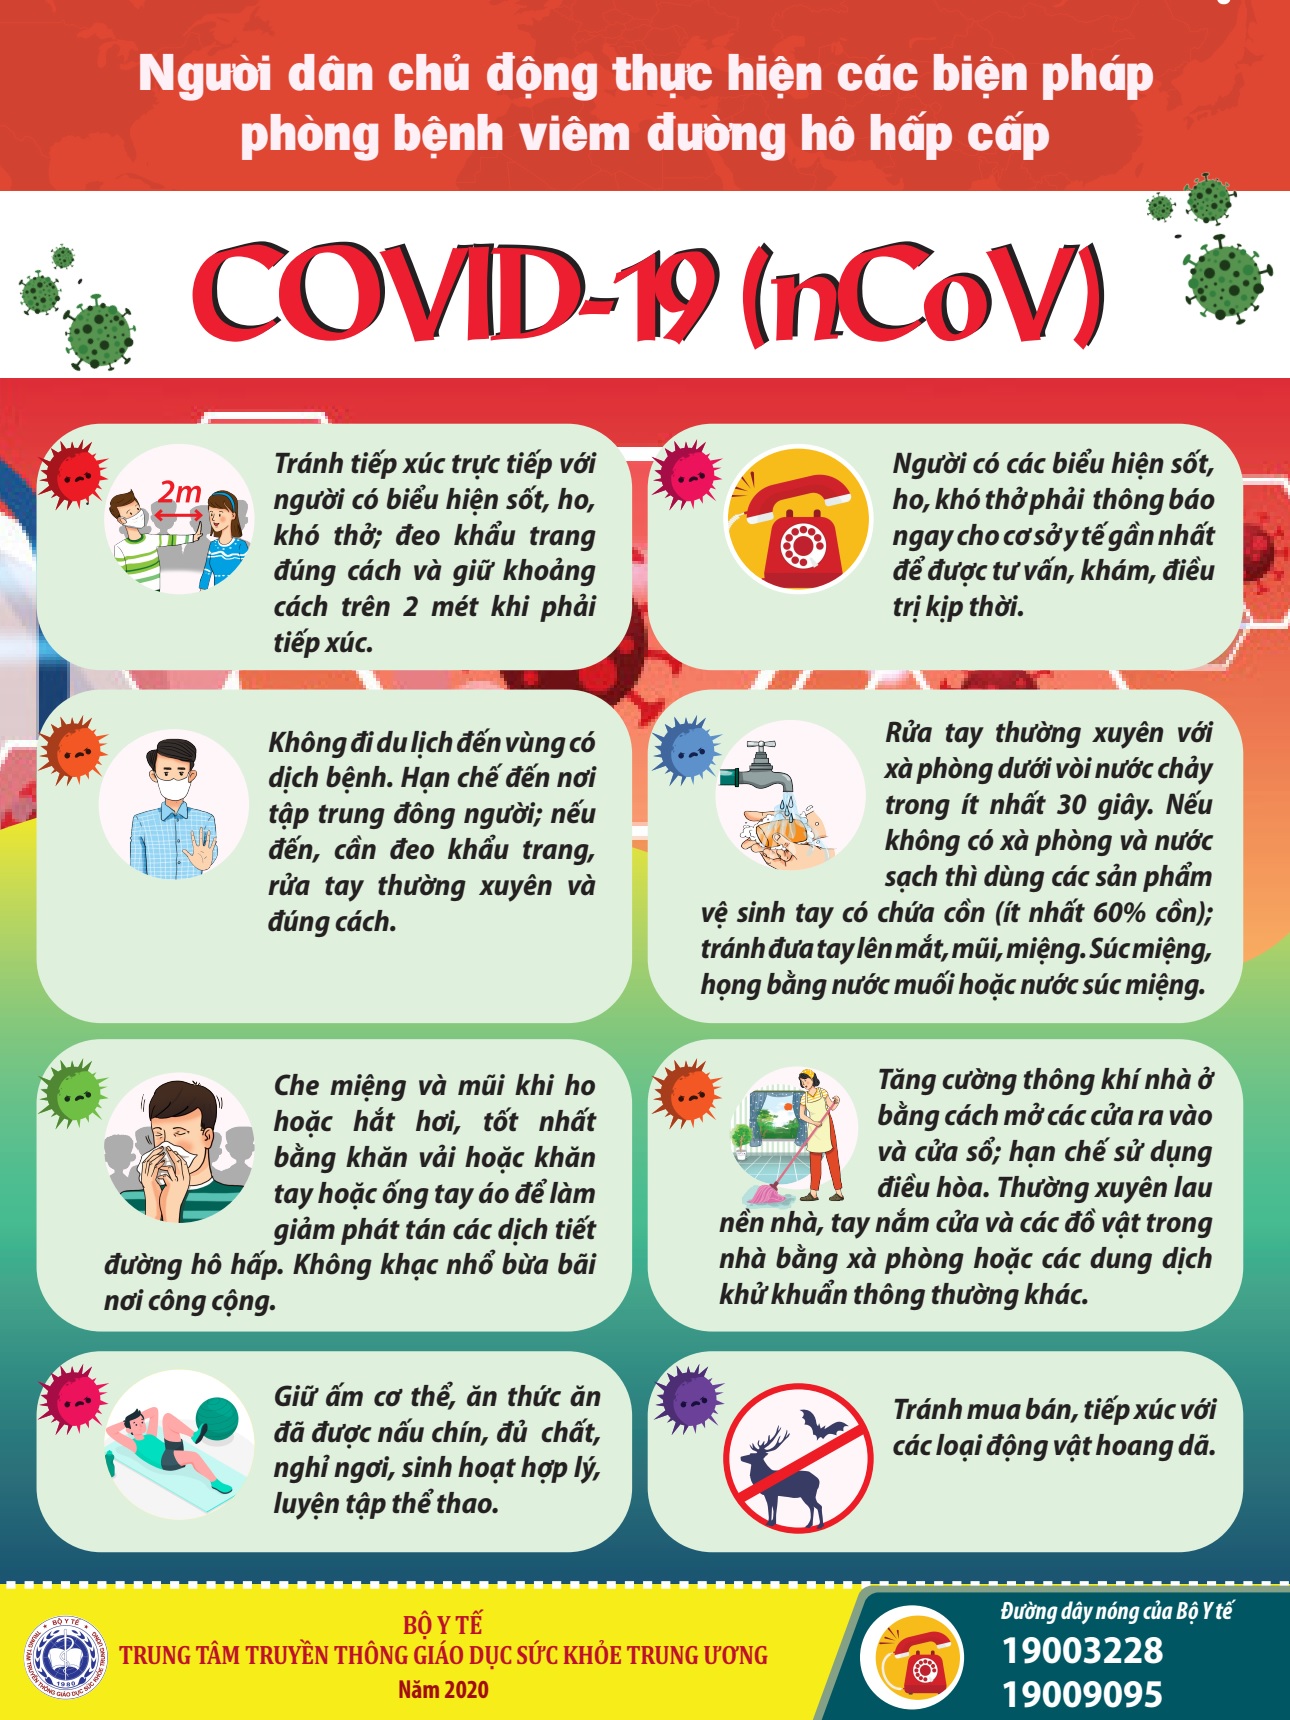 Người dân chủ động thực hiện các biện pháp
phòng bệnh viêm đường hô hấp cấp
COVID-19 (nCoV)
2m
Tránh tiếp xúc trực tiếp với
người có biểu hiện sốt, ho,
khó thở; đeo khẩu trang
đúng cách và giữ khoảng
cách trên 2 mét khi phải
tiếp xúc.
Người có các biểu hiện sốt,
ho, khó thở phải thông báo
ngay cho cơ sở y tế gần nhất
để được tư vấn, khám, điều
trị kịp thời.
Không đi du lịch đến vùng có
dịch bệnh. Hạn chế đến nơi
tập trung đông người; nếu
đến, cần đeo khẩu trang,
rửa tay thường xuyên và
đúng cách.
Rửa tay thường xuyên với
xà phòng dưới vòi nước chảy
trong ít nhất 30 giây. Nếu
không có xà phòng và nước
sạch thì dùng các sản phẩm
vệ sinh tay có chứa cồn (ít nhất 60% cồn);
tránh đưa tay lên mắt, mũi, miệng. Súc miệng,
họng bằng nước muối hoặc nước súc miệng.
Che miệng và mũi khi ho
hoặc hắt hơi, tốt nhất
bằng khăn vải hoặc khăn
tay hoặc ống tay áo để làm
giảm phát tán các dịch tiết
đường hô hấp. Không khạc nhổ bừa bãi
nơi công cộng.
Tăng cường thông khí nhà ở
bằng cách mở các cửa ra vào
và cửa sổ; hạn chế sử dụng
điều hòa. Thường xuyên lau
nền nhà, tay nắm cửa và các đồ vật trong
nhà bằng xà phòng hoặc các dung dịch
khử khuẩn thông thường khác.
Giữ ấm cơ thể, ăn thức ăn
đã được nấu chín, đủ chất,
nghỉ ngơi, sinh hoạt hợp lý,
luyện tập thể thao.
Tránh mua bán, tiếp xúc với
các loại động vật hoang dã.
BỘ Y TẾ
TRUNG TÂM TRUYỀN THÔNG GIÁO DỤC SỨC KHỎE TRUNG ƯƠNG
1989
BỘ Y TẾ
TRUNG TÂM TRUYỀN THÔNG GIÁO DỤC SỨC KHỎE TRUNG ƯƠNG
Năm 2020
Đường dây nóng của Bộ Y tế
19003228
19009095